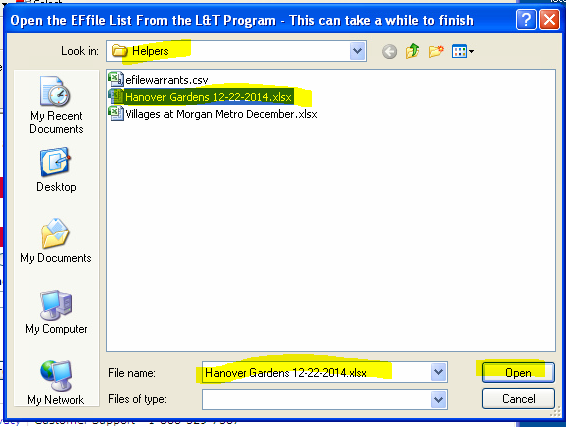 Open the EFfile List From the L&T Program - This can take a while to finish
Look in:
Helpers
My Recent
Documents
Desktop
My Documents
My Computer
My Network
efilewarrants.csv
Hanover Gardens 12-22-2014.xlsx
Villages at Morgan Metro December.xlsx
File name:
Hanover Gardens 12-22-2014.xlsx
Open
Files of type:
Cancel